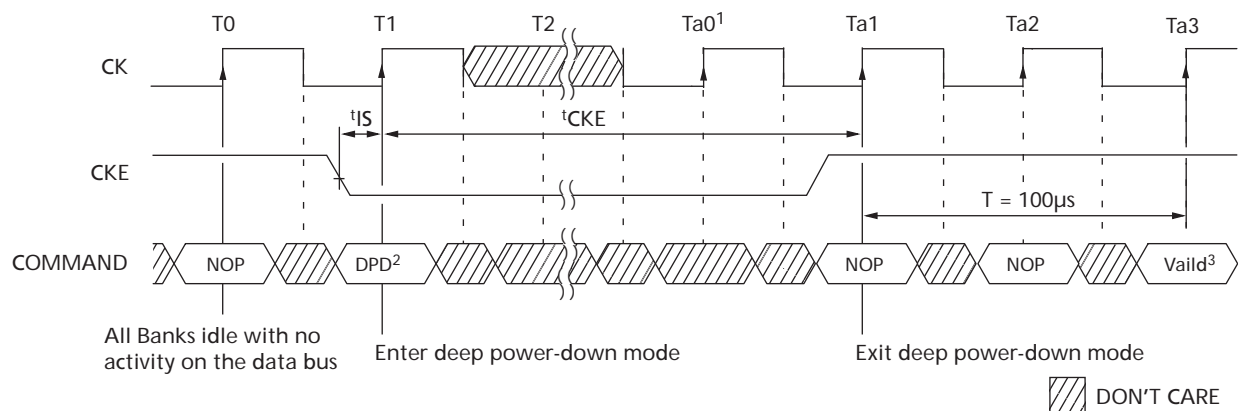 T0 T1 T2 Ta0¹ Ta1 Ta2 Ta3
CK
tIS tCKE
CKE
T = 100µs
COMMAND NOP DPD² NOP NOP Vaild³
All Banks idle with no
activity on the data bus
Enter deep power-down mode
Exit deep power-down mode
DON'T CARE